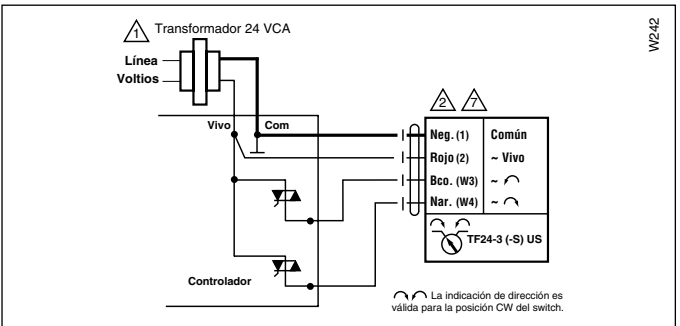 W242
1 Transformador 24 VCA
Línea
Voltios
Vivo
Com
2 7
Neg. (1) Común
Rojo (2) ~ Vivo
Bco. (W3) ~
Nar. (W4) ~
TF24-3 (-S) US
Controlador
La indicación de dirección es
válida para la posición CW del switch.